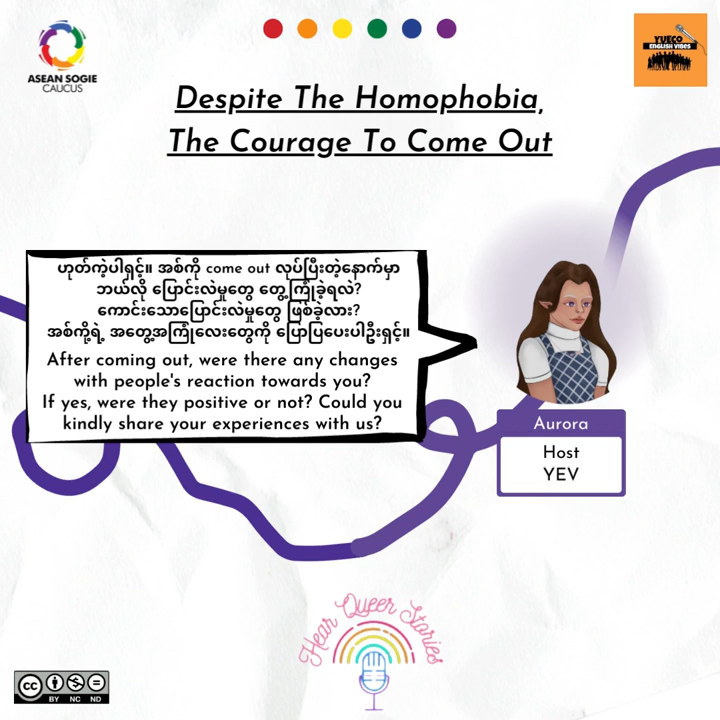 ASEAN SOGIE
CAUCUS
YUECO
ENGLISH VIBES
Despite The Homophobia,
The Courage To Come Out
ဟုတ်ကဲ့ပါရှင့်။ အစ်ကို come out လုပ်ပြီးတဲ့နောက်မှာ
ဘယ်လို ပြောင်းလဲမှုတွေ တွေ့ကြုံခဲ့ရလဲ?
ကောင်းသောပြောင်းလဲမှုတွေ ဖြစ်ခဲ့လား?
အစ်ကို့ရဲ့ အတွေ့အကြုံလေးတွေကို ပြောပြပေးပါဦးရှင့်။
After coming out, were there any changes
with people's reaction towards you?
If yes, were they positive or not? Could you
kindly share your experiences with us?
Aurora
Host
YEV
Hear Queer Stories
cc
BY NC ND